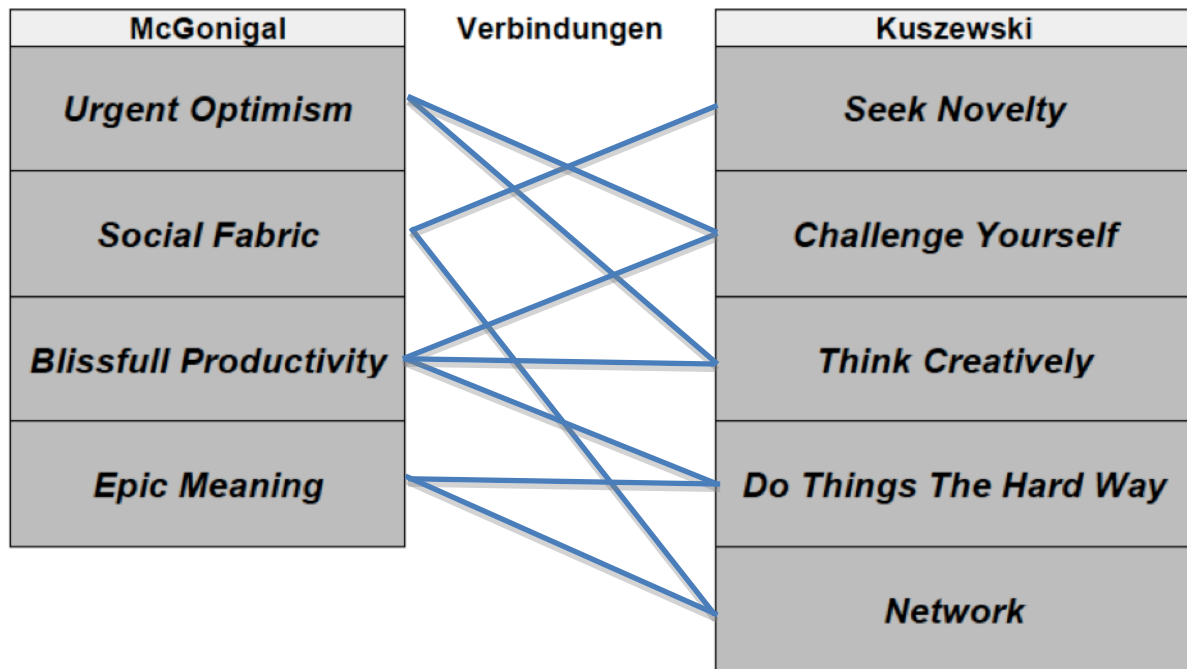 McGonigal Verbindungen Kuszewski
Urgent Optimism Seek Novelty
Social Fabric Challenge Yourself
Blissfull Productivity Think Creatively
Epic Meaning Do Things The Hard Way
Network